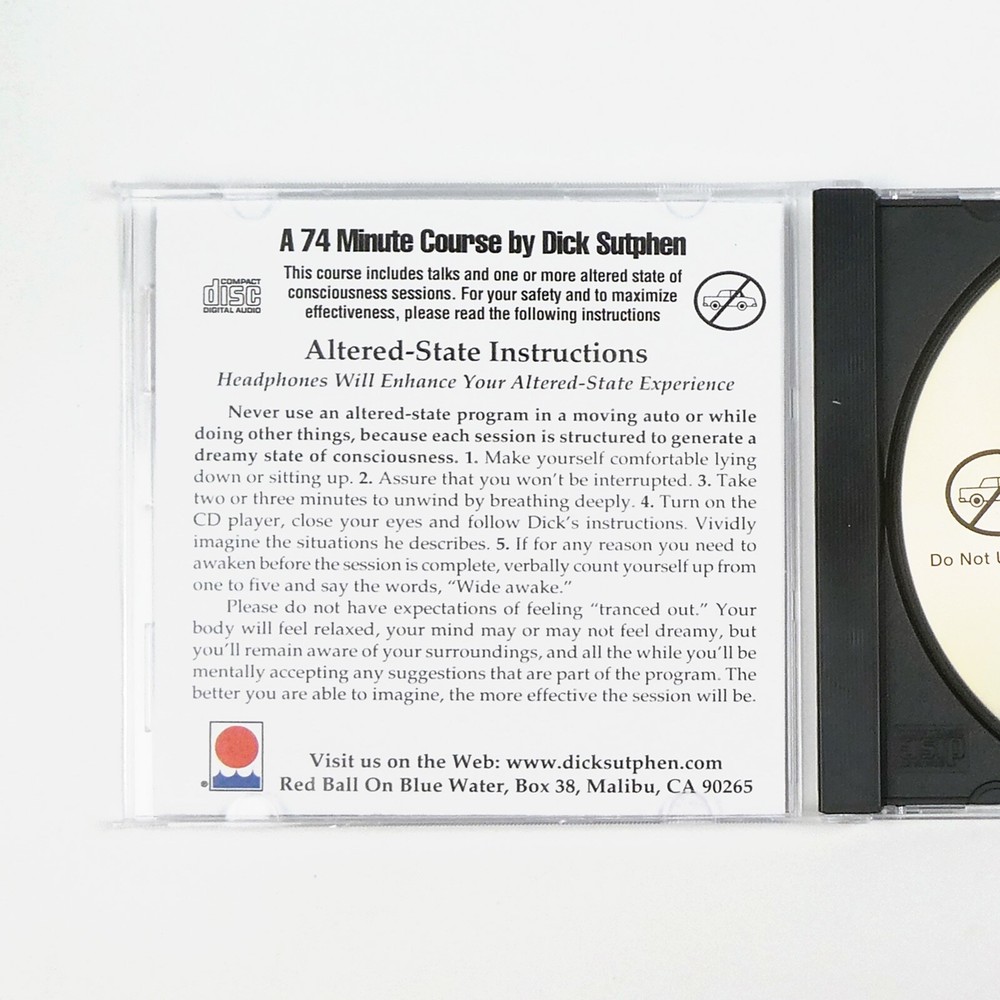 A 74 Minute Course by Dick Sutphen
COMPACT
disc
DIGITAL AUDIO
This course includes talks and one or more altered state of
consciousness sessions. For your safety and to maximize
effectiveness, please read the following instructions
Altered-State Instructions
Headphones Will Enhance Your Altered-State Experience
Never use an altered-state program in a moving auto or while
doing other things, because each session is structured to generate a
dreamy state of consciousness. 1. Make yourself comfortable lying
down or sitting up. 2. Assure that you won't be interrupted. 3. Take
two or three minutes to unwind by breathing deeply. 4. Turn on the
CD player, close your eyes and follow Dick's instructions. Vividly
imagine the situations he describes. 5. If for any reason you need to
awaken before the session is complete, verbally count yourself up from
one to five and say the words, “Wide awake.”
Please do not have expectations of feeling “tranced out.” Your
body will feel relaxed, your mind may or may not feel dreamy, but
you'll remain aware of your surroundings, and all the while you'll be
mentally accepting any suggestions that are part of the program. The
better you are able to imagine, the more effective the session will be.
®
Visit us on the Web: www.dicksutphen.com
Red Ball On Blue Water, Box 38, Malibu, CA 90265
Do Not